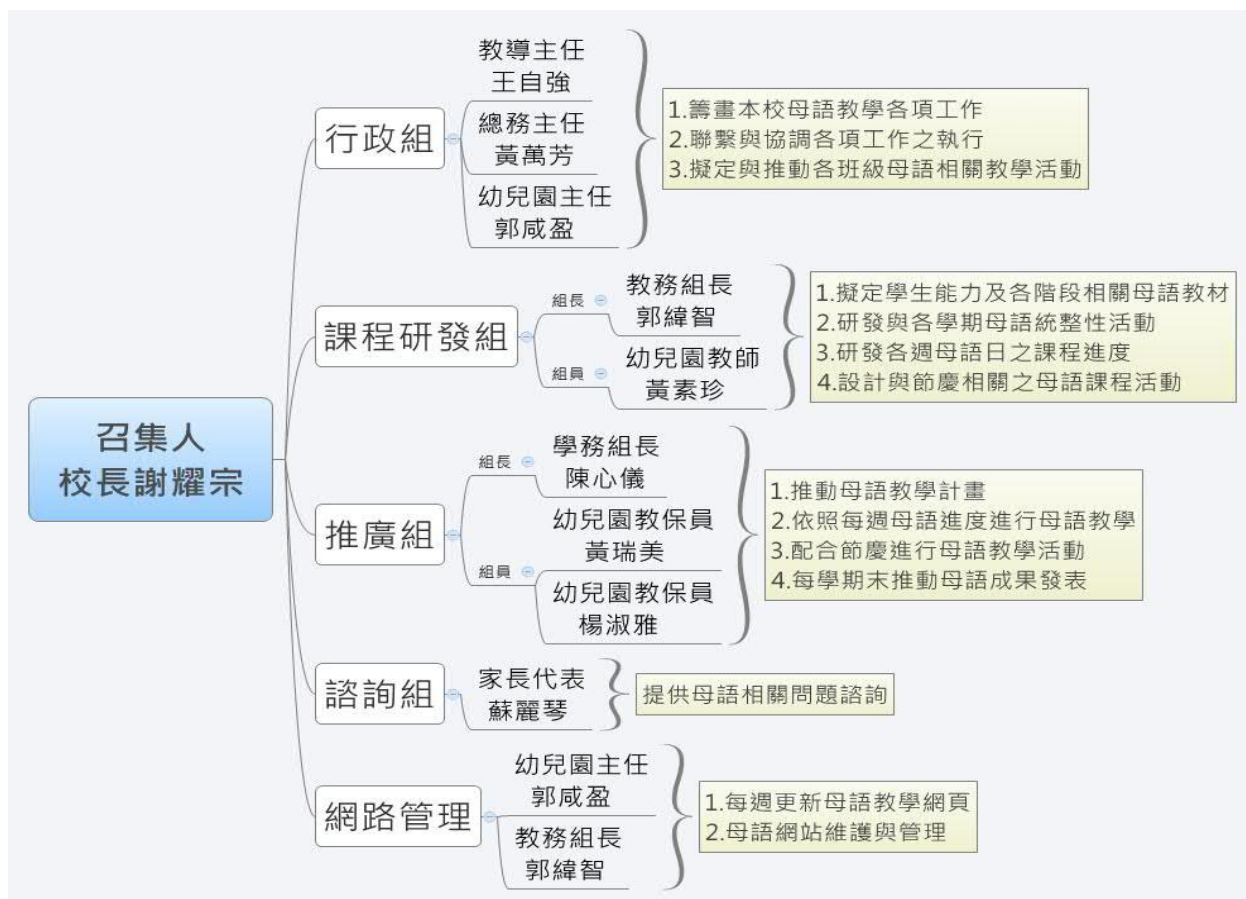 召集人
校長謝耀宗
行政組
教導主任
王自強
總務主任
黃萬芳
幼兒園主任
郭咸盈
1.籌畫本校母語教學各項工作
2.聯繫與協調各項工作之執行
3.擬定與推動各班級母語相關教學活動
課程研發組
組長
教務組長
郭緯智
組員
幼兒園教師
黃素珍
1.擬定學生能力及各階段相關母語教材
2.研發與各學期母語統整性活動
3.研發各週母語日之課程進度
4.設計與節慶相關之母語課程活動
推廣組
組長
學務組長
陳心儀
組員
幼兒園教保員
黃瑞美
幼兒園教保員
楊淑雅
1.推動母語教學計畫
2.依照每週母語進度進行母語教學
3.配合節慶進行母語教學活動
4.每學期末推動母語成果發表
諮詢組
家長代表
蘇麗琴
提供母語相關問題諮詢
網路管理
幼兒園主任
郭咸盈
教務組長
郭緯智
1.每週更新母語教學網頁
2.母語網站維護與管理